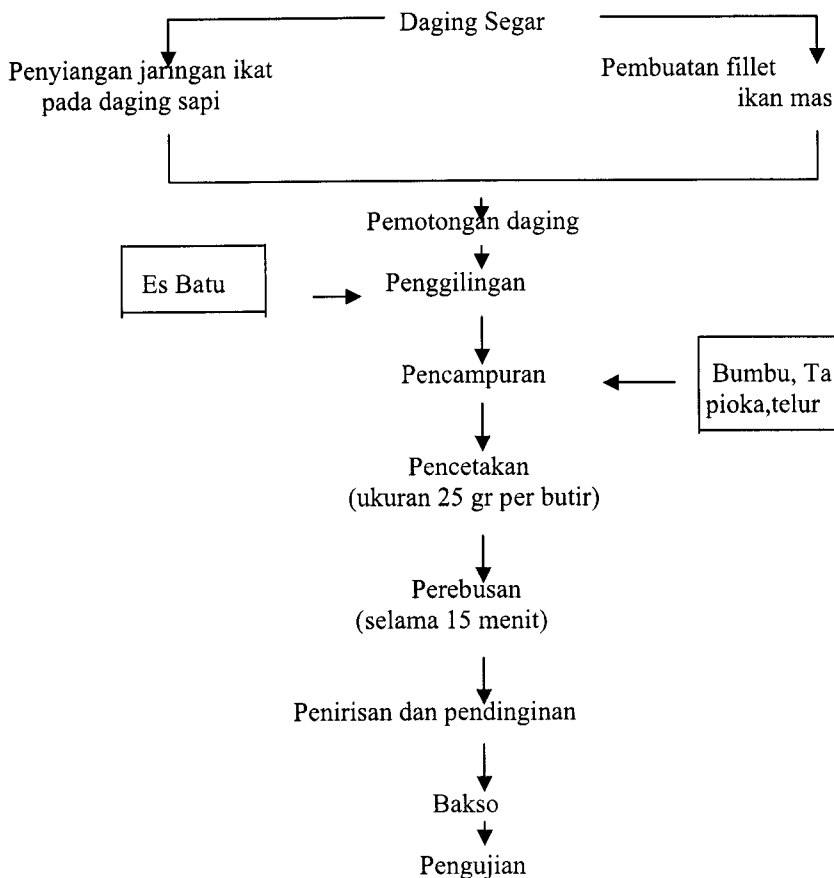 Daging Segar
Penyiangan jaringan ikat
pada daging sapi
Pembuatan fillet
ikan mas
Pemotongan daging
Es Batu
Penggilingan
Pencampuran
Bumbu, Ta
pioka,telur
Pencetakan
(ukuran 25 gr per butir)
Perebusan
(selama 15 menit)
Penirisan dan pendinginan
Bakso
Pengujian